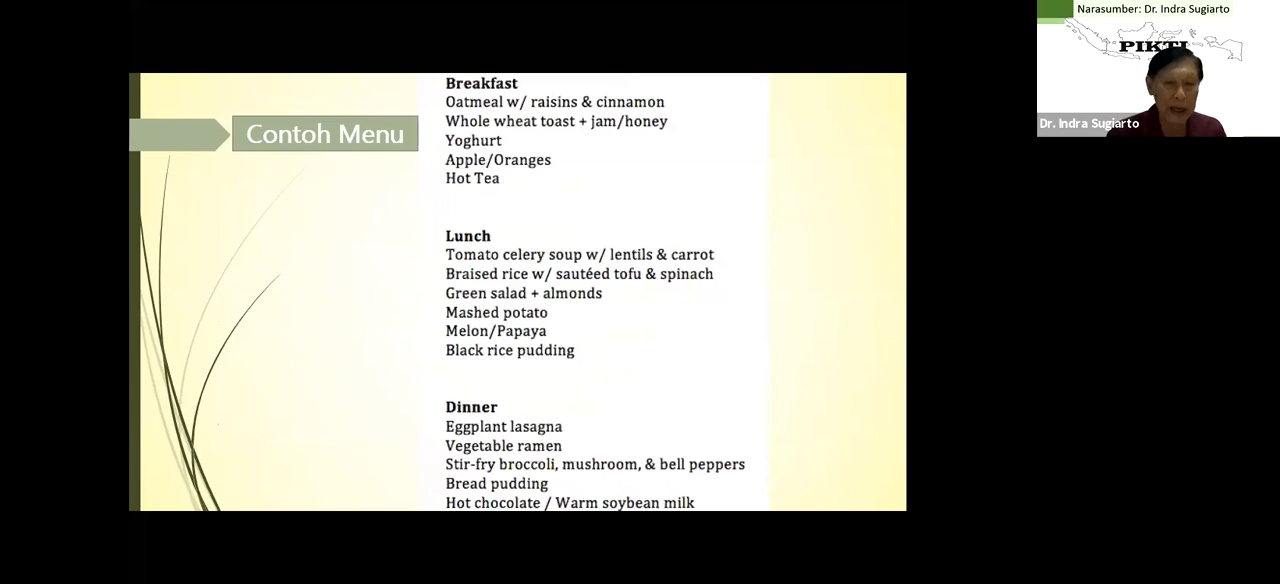 Contoh Menu
Breakfast
Oatmeal w/ raisins & cinnamon
Whole wheat toast + jam/honey
Yoghurt
Apple/Oranges
Hot Tea
Lunch
Tomato celery soup w/ lentils & carrot
Braised rice w/ sautéed tofu & spinach
Green salad + almonds
Mashed potato
Melon/Papaya
Black rice pudding
Dinner
Eggplant lasagna
Vegetable ramen
Stir-fry broccoli, mushroom, & bell peppers
Bread pudding
Hot chocolate / Warm soybean milk
Narasumber: Dr. Indra Sugiarto
PIKTI
Dr. Indra Sugiarto